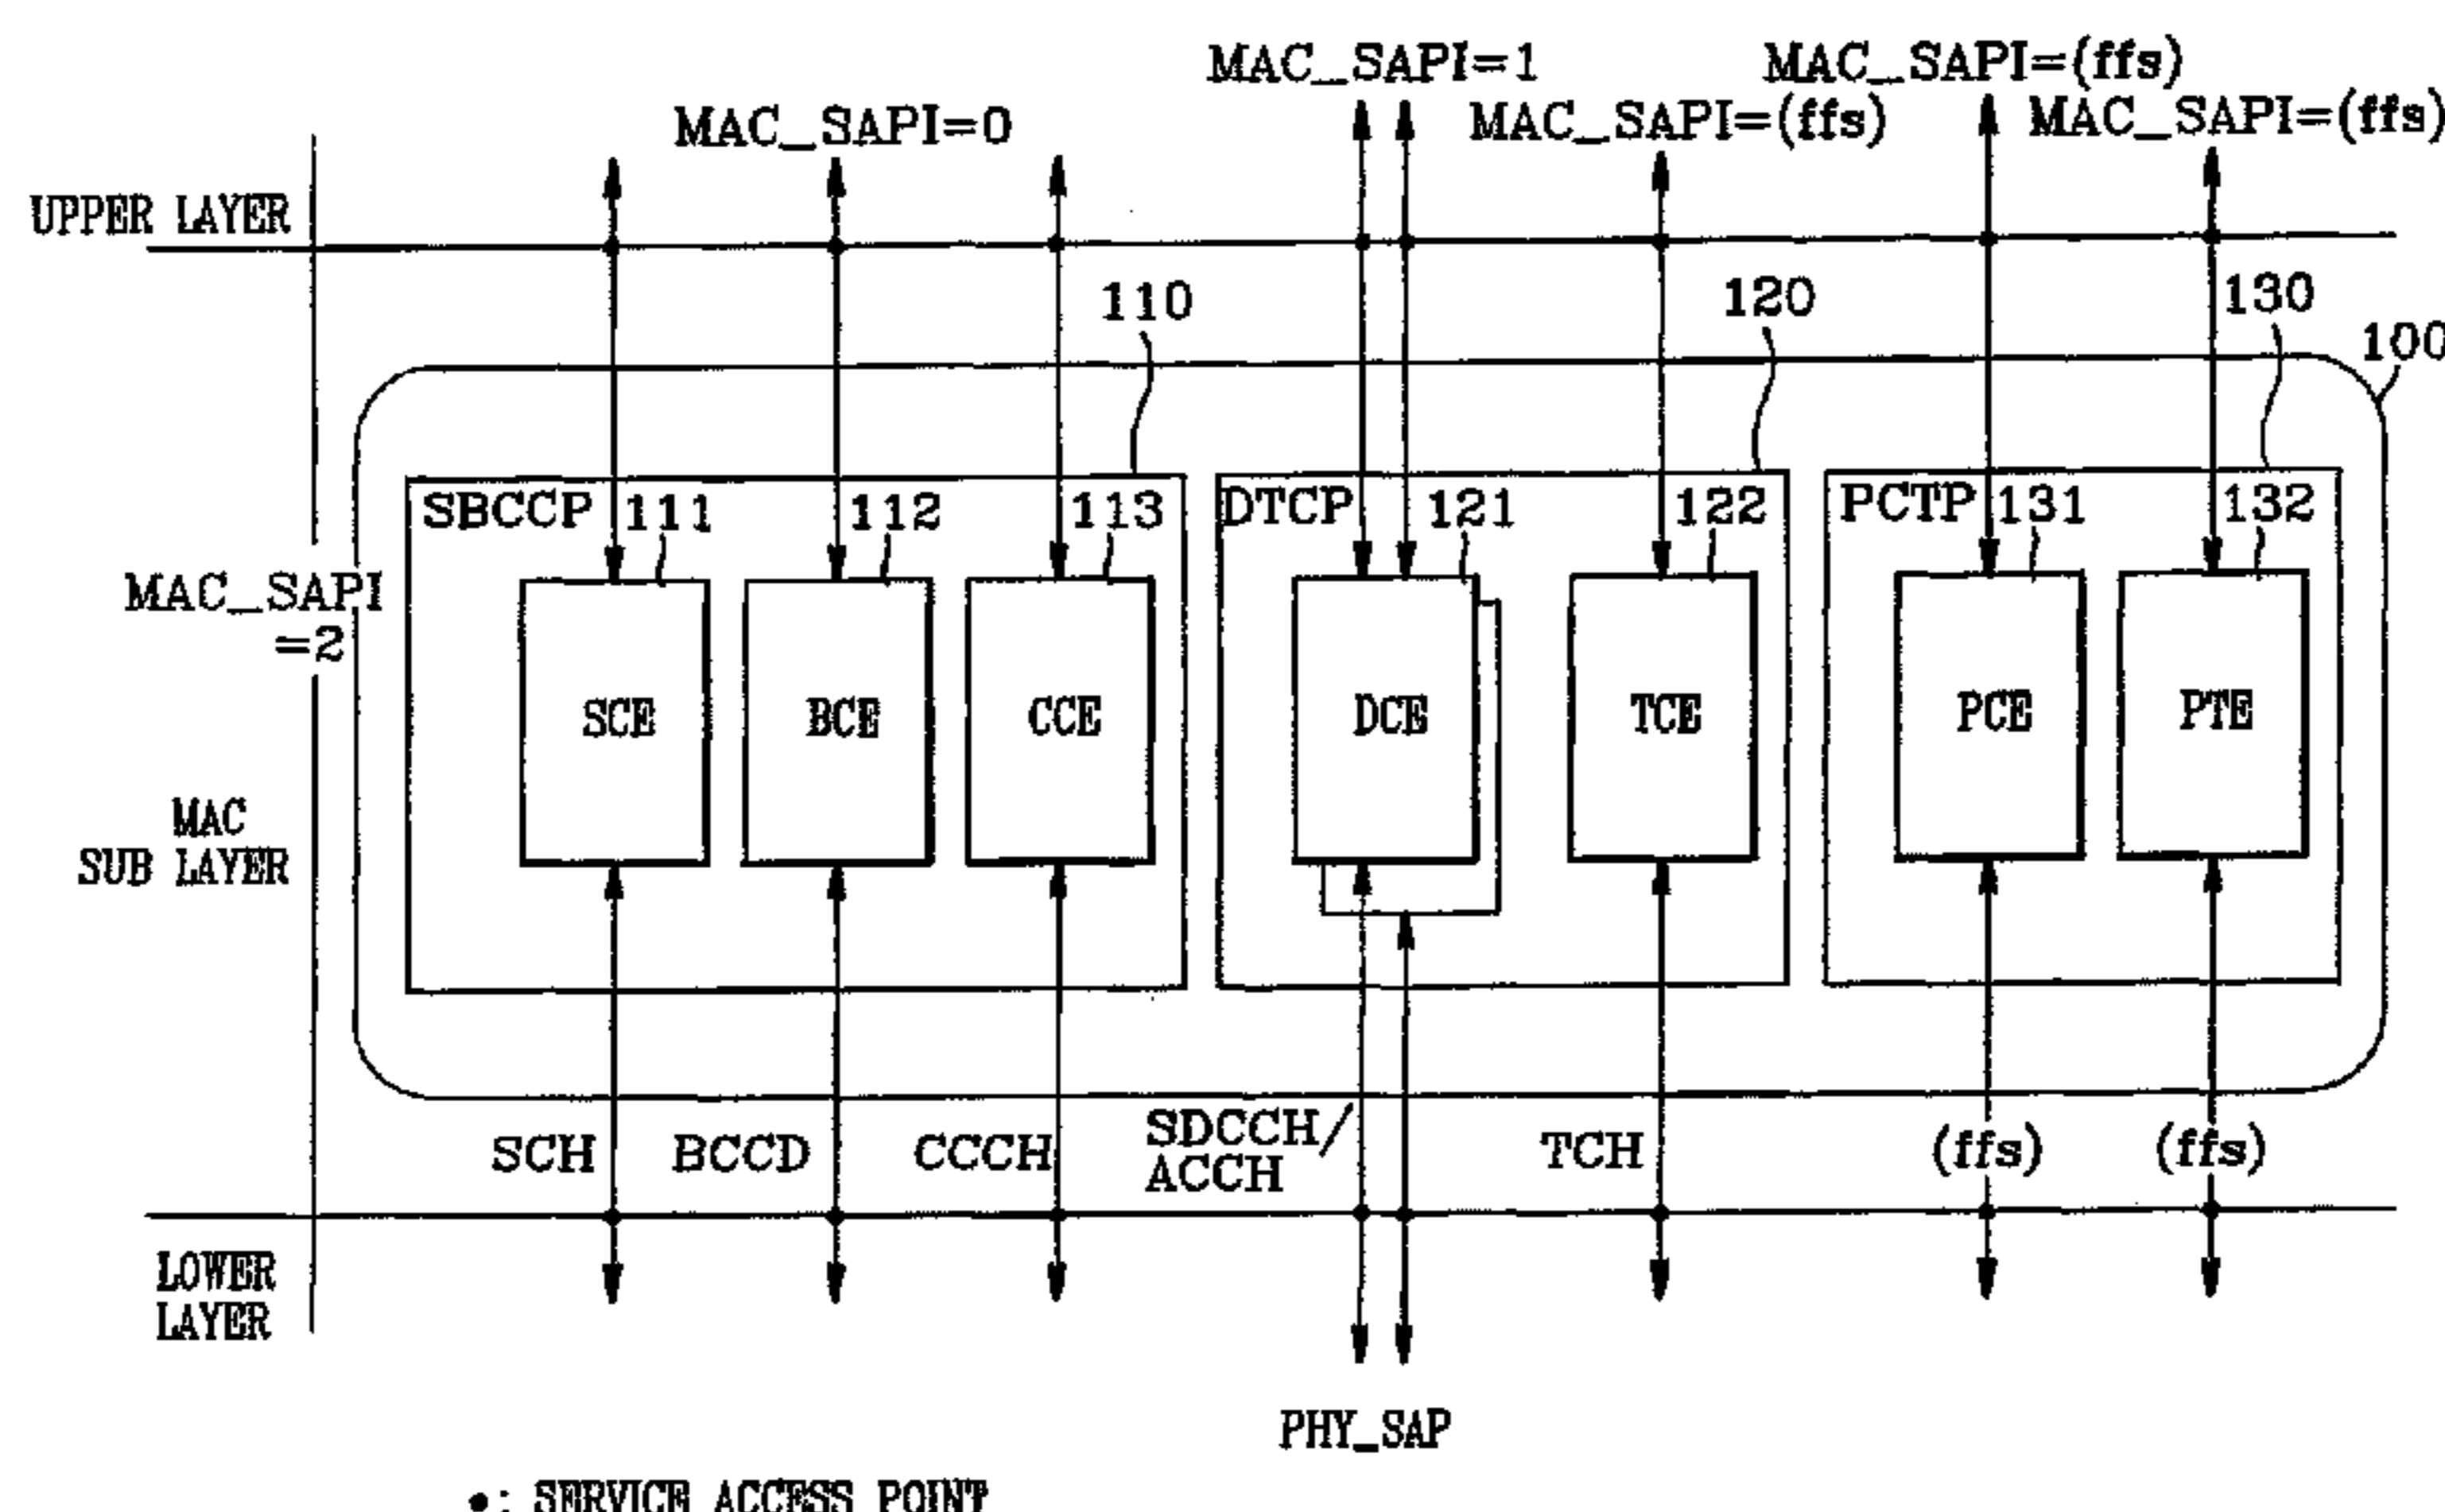 MAC_SAPI=1
MAC_SAPI=(ffs)
MAC_SAPI=0
MAC_SAPI=(ffs)
MAC_SAPI=(ffs)
UPPER LAYER
110
120
130
100
SBCCP
111
112
113
DTCP
121
122
PCTP
131
132
MAC_SAPI
=2
SCE
BCE
CCE
DCE
TCE
PCE
PTE
MAC
SUB LAYER
SCH
BCCD
CCCH
SDCCH/
ACCH
TCH
(ffs)
(ffs)
LOWER
LAYER
PHY_SAP
•: SERVICE ACCESS POINT